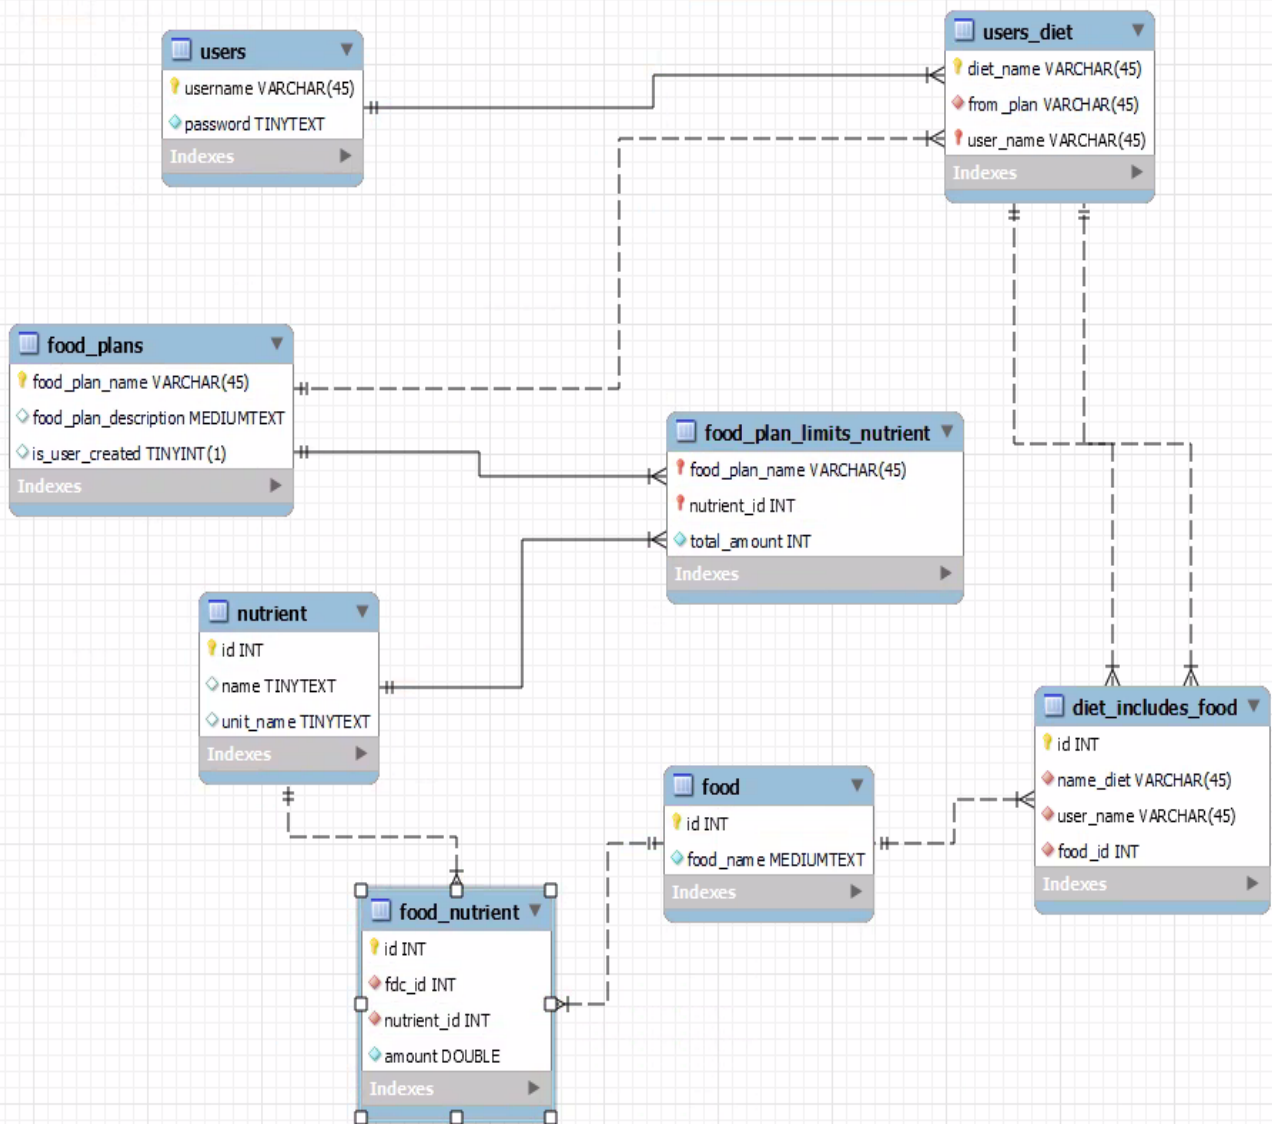 users
username VARCHAR(45)
password TINYTEXT
Indexes
users_diet
diet_name VARCHAR(45)
from_plan VARCHAR(45)
user_name VARCHAR(45)
Indexes
food_plans
food_plan_name VARCHAR(45)
food_plan_description MEDIUMTEXT
is_user_created TINYINT(1)
Indexes
food_plan_limits_nutrient
food_plan_name VARCHAR(45)
nutrient_id INT
total_amount INT
Indexes
nutrient
id INT
name TINYTEXT
unit_name TINYTEXT
Indexes
diet_includes_food
id INT
name_diet VARCHAR(45)
user_name VARCHAR(45)
food_id INT
Indexes
food
id INT
food_name MEDIUMTEXT
Indexes
food_nutrient
id INT
fdc_id INT
nutrient_id INT
amount DOUBLE
Indexes